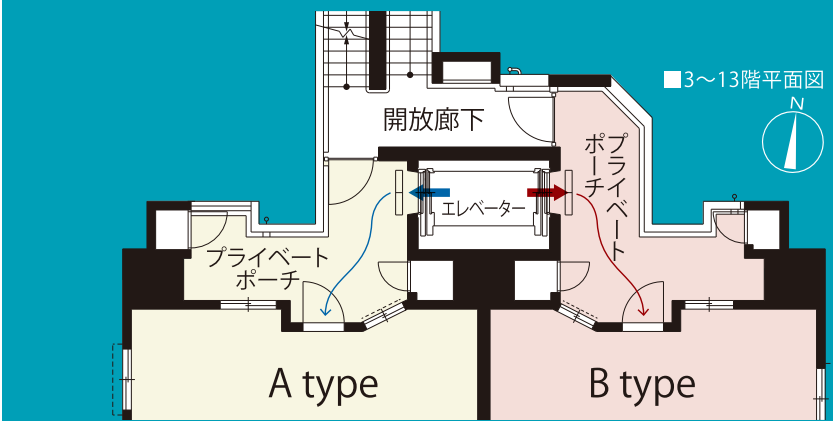 ■3〜13階平面図
N
開放廊下
プライベート
ポーチ
エレベーター
プライベート
ポーチ
A type
B type